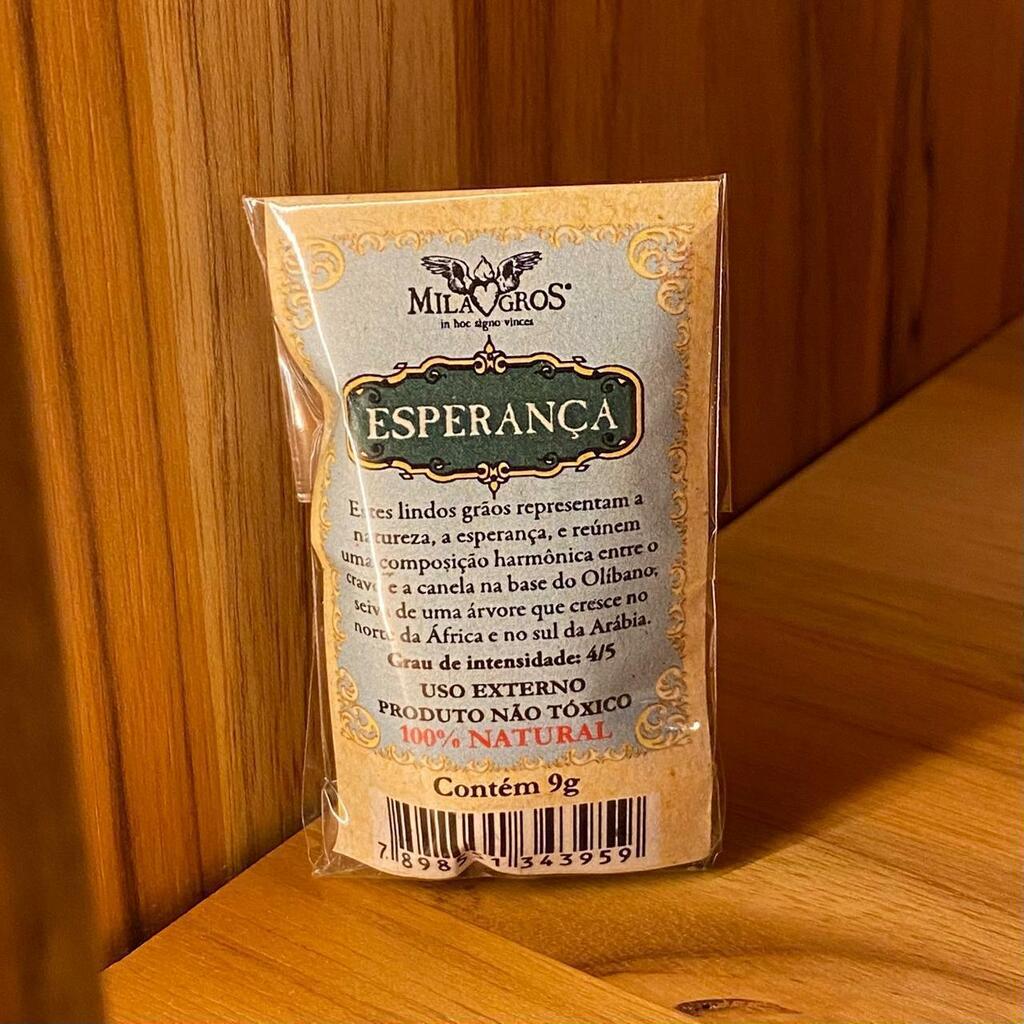 MILAGROS®
in hoc signo vinces
ESPERANÇA
Estes lindos grãos representam a
natureza, a esperança, e reúnem
uma composição harmônica entre o
cravo e a canela na base do Olíbano,
seiva de uma árvore que cresce no
norte da África e no sul da Arábia.
Grau de intensidade: 4/5
USO EXTERNO
PRODUTO NÃO TÓXICO
100% NATURAL
Contém 9g